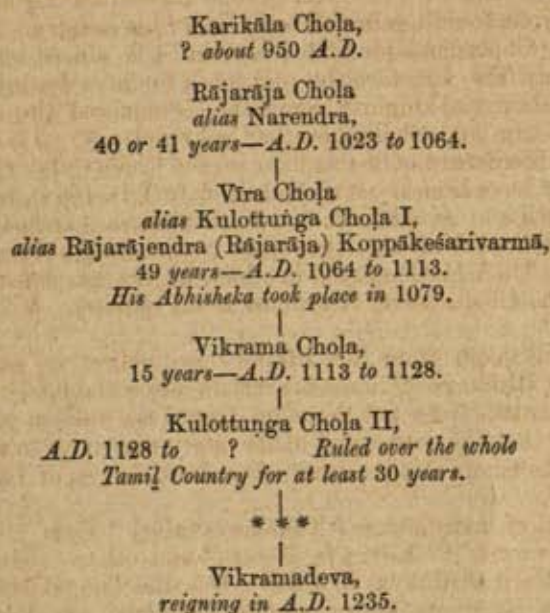 Karikāla Choḷa,
? about 950 A.D.
Rājarāja Choḷa
alias Narendra,
40 or 41 years—A.D. 1023 to 1064.
Vīra Choḷa
alias Kulottuṅga Choḷa I,
alias Rājarājendra (Rājarāja) Koppākeśarivarmā,
49 years—A.D. 1064 to 1113.
His Abhisheka took place in 1079.
Vikrama Choḷa,
15 years—A.D. 1113 to 1128.
Kulottuṇga Chola II,
A.D. 1128 to ? Ruled over the whole
Tamiḻ Country for at least 30 years.
* * *
Vikramadeva,
reigning in A.D. 1235.